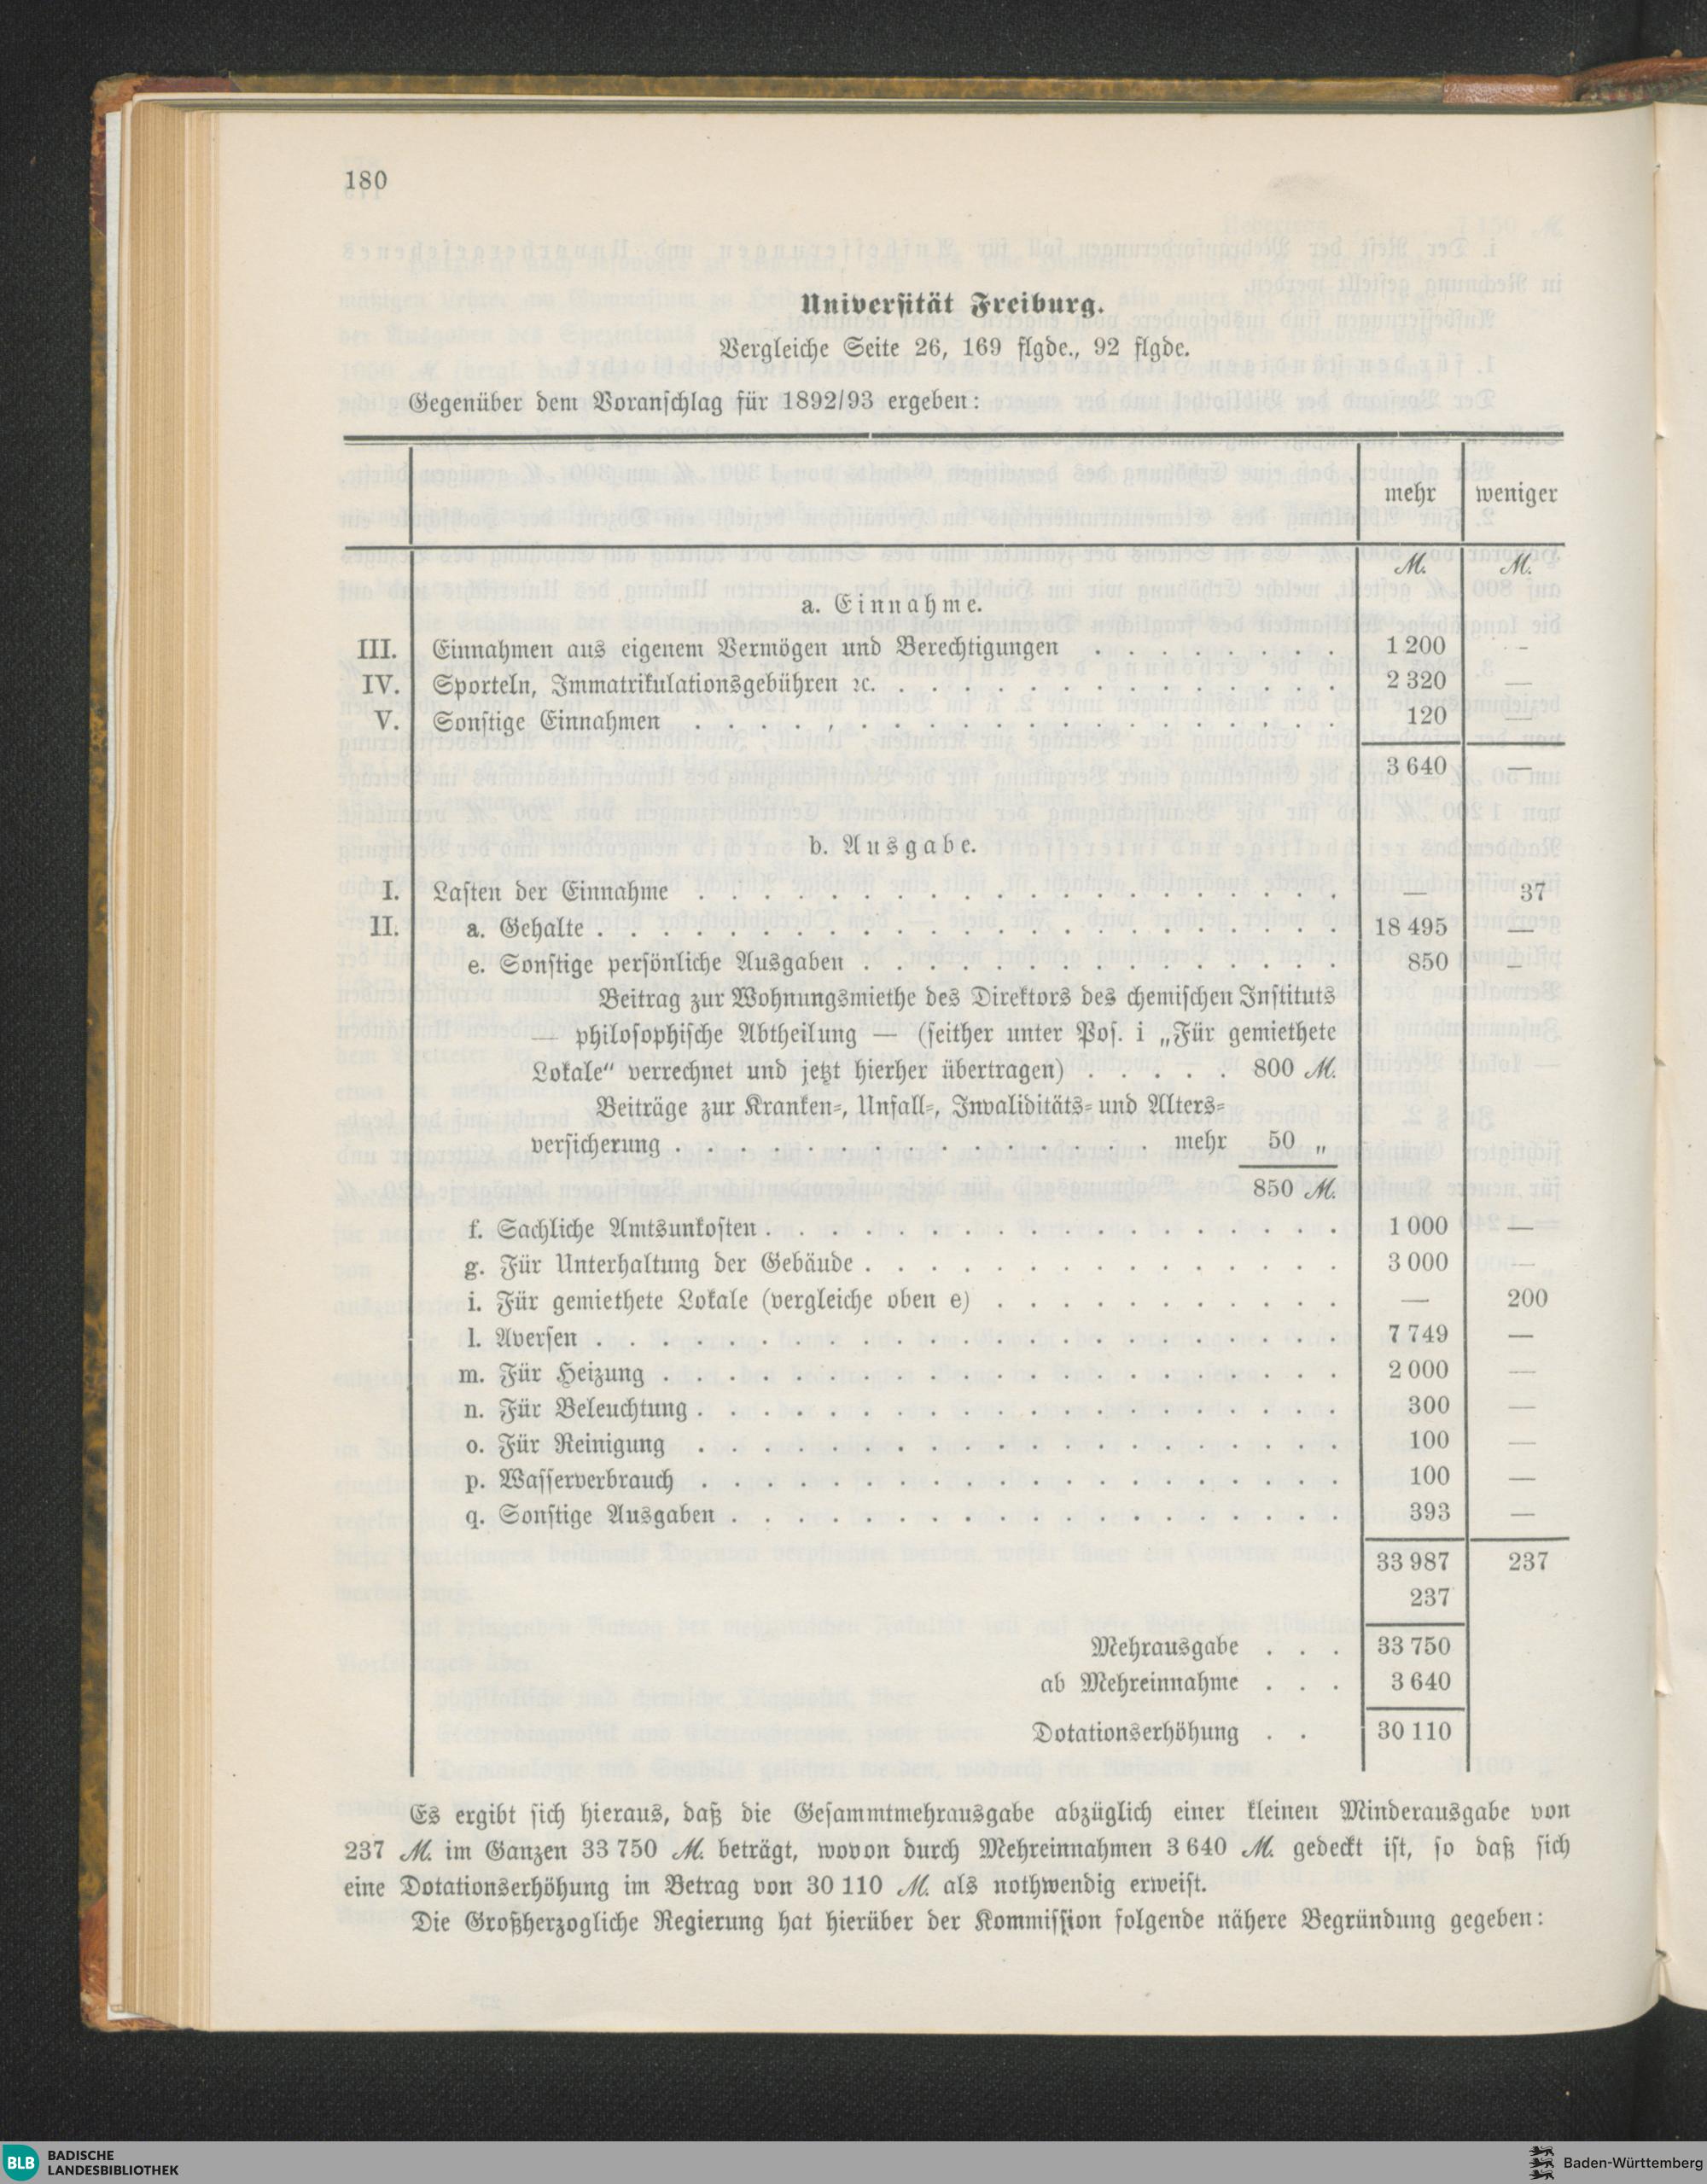 180
Universität Freiburg.
Vergleiche Seite 26, 169 flgde., 92 flgde.
Gegenüber dem Voranschlag für 1892/93 ergeben:
mehr weniger
M. M.
a. Einnahme.
III. Einnahmen aus eigenem Vermögen und Berechtigungen . . . . . . . . 1 200 —
IV. Sporteln, Immatrikulationsgebühren ꝛc. . . . . . . . . . . . . . . 2 320 —
V. Sonstige Einnahmen . . . . . . . . . . . . . . . . . . . . 120 —
3 640 —
b. Ausgabe.
I. Lasten der Einnahme . . . . . . . . . . . . . . . . . . . . — 37
II. a. Gehalte . . . . . . . . . . . . . . . . . . . . . . . 18 495 —
e. Sonstige persönliche Ausgaben . . . . . . . . . . . . . . . 850 —
Beitrag zur Wohnungsmiethe des Direktors des chemischen Instituts
— philosophische Abtheilung — (seither unter Pos. i „Für gemiethete
Lokale“ verrechnet und jetzt hierher übertragen) . . . . . 800 M.
Beiträge zur Kranken-, Unfall-, Invaliditäts- und Alters-
versicherung . . . . . . . . . . . . . . . mehr 50 „
850 M.
f. Sachliche Amtsunkosten . . . . . . . . . . . . . . . . . . 1 000 —
g. Für Unterhaltung der Gebäude . . . . . . . . . . . . . . . 3 000 —
i. Für gemiethete Lokale (vergleiche oben e) . . . . . . . . . . . — 200
l. Aversen . . . . . . . . . . . . . . . . . . . . . . . 7 749 —
m. Für Heizung . . . . . . . . . . . . . . . . . . . . . 2 000 —
n. Für Beleuchtung . . . . . . . . . . . . . . . . . . . . 300 —
o. Für Reinigung . . . . . . . . . . . . . . . . . . . . 100 —
p. Wasserverbrauch . . . . . . . . . . . . . . . . . . . . 100 —
q. Sonstige Ausgaben . . . . . . . . . . . . . . . . . . . 393 —
33 987 237
237
Mehrausgabe . . . 33 750
ab Mehreinnahme . . . 3 640
Dotationserhöhung . . 30 110
Es ergibt sich hieraus, daß die Gesammtmehrausgabe abzüglich einer kleinen Minderausgabe von
237 M. im Ganzen 33 750 M. beträgt, wovon durch Mehreinnahmen 3 640 M. gedeckt ist, so daß sich
eine Dotationserhöhung im Betrag von 30 110 M. als nothwendig erweist.
Die Großherzogliche Regierung hat hierüber der Kommission folgende nähere Begründung gegeben:
BLB BADISCHE
LANDESBIBLIOTHEK
Baden-Württemberg